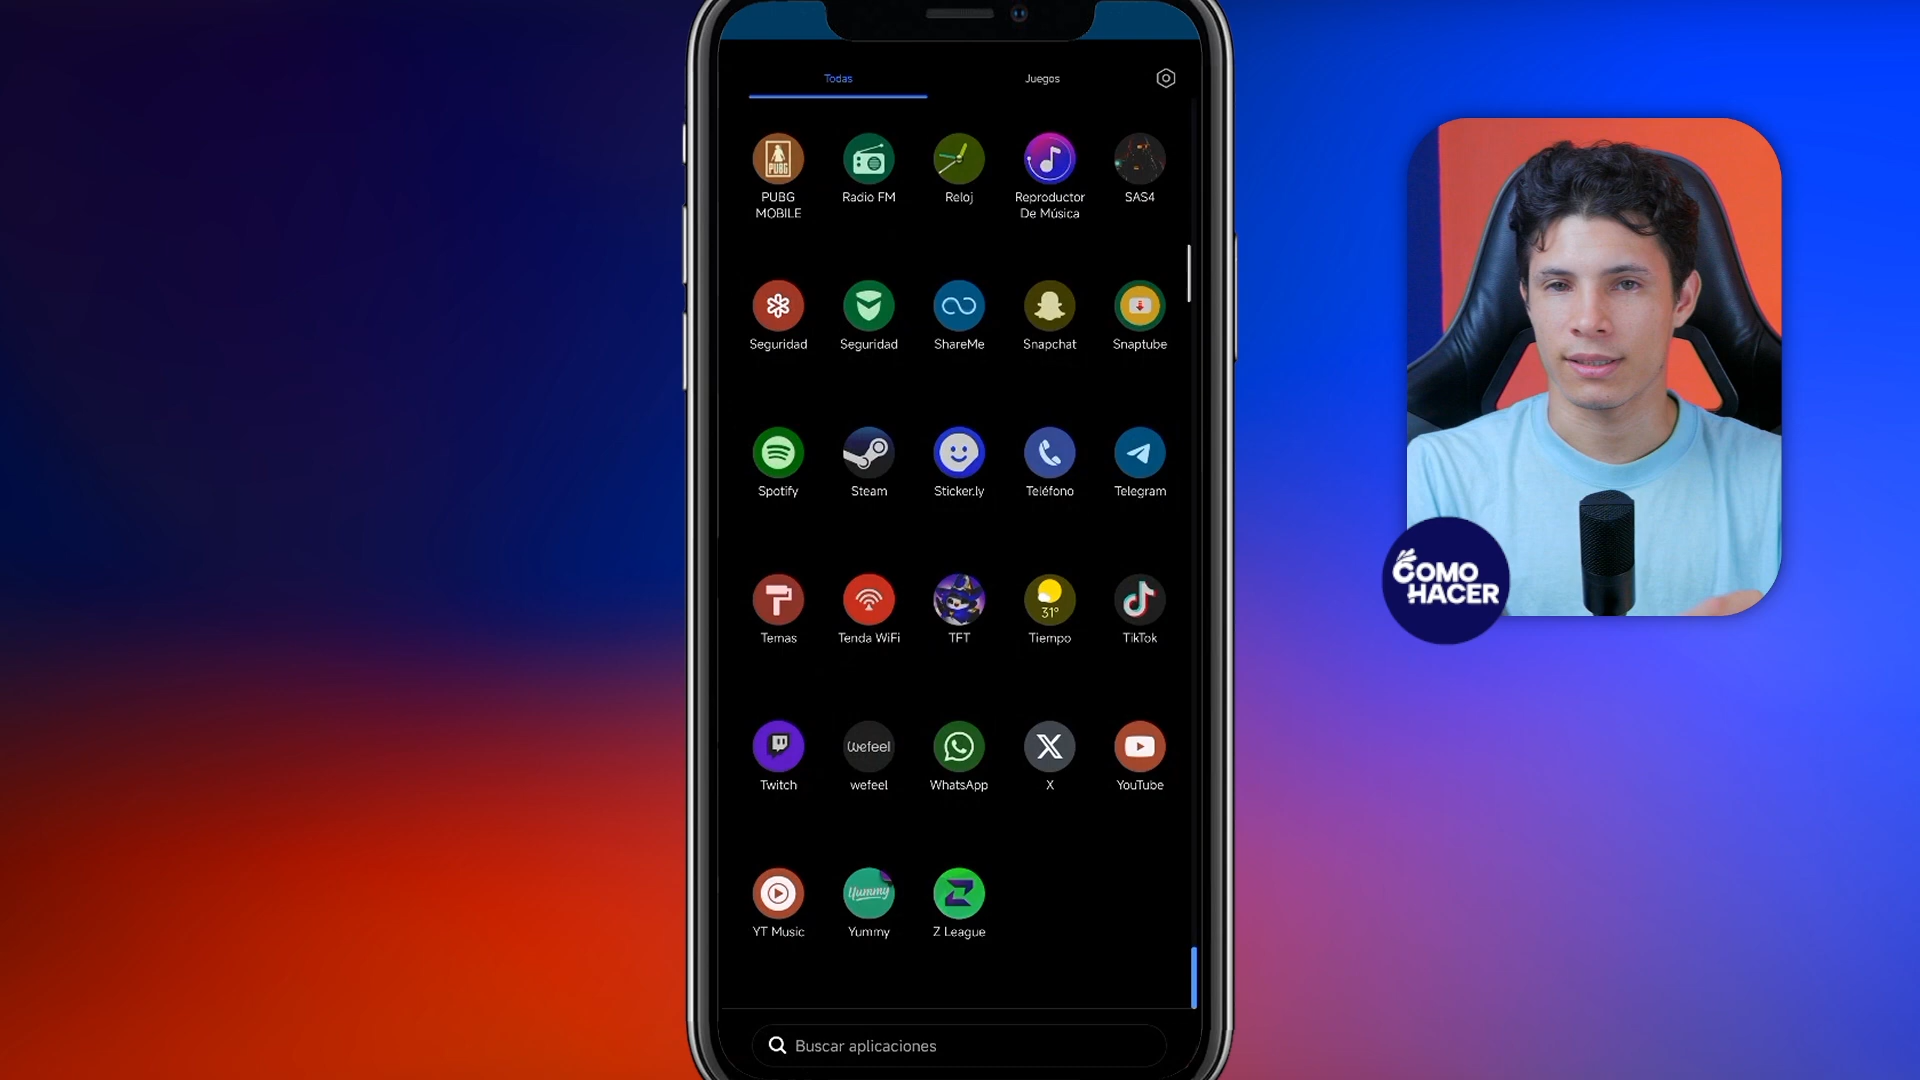 Todas Juegos
PUBG
PUBG Radio FM Reloj Reproductor SAS4
MOBILE De Música
Seguridad Seguridad ShareMe Snapchat Snaptube
Spotify Steam Sticker.ly Teléfono Telegram
31°
Temas Tenda WiFi TFT Tiempo TikTok
wefeel
Twitch wefeel WhatsApp X YouTube
Yummy
YT Music Yummy Z League
Buscar aplicaciones
COMO
HACER